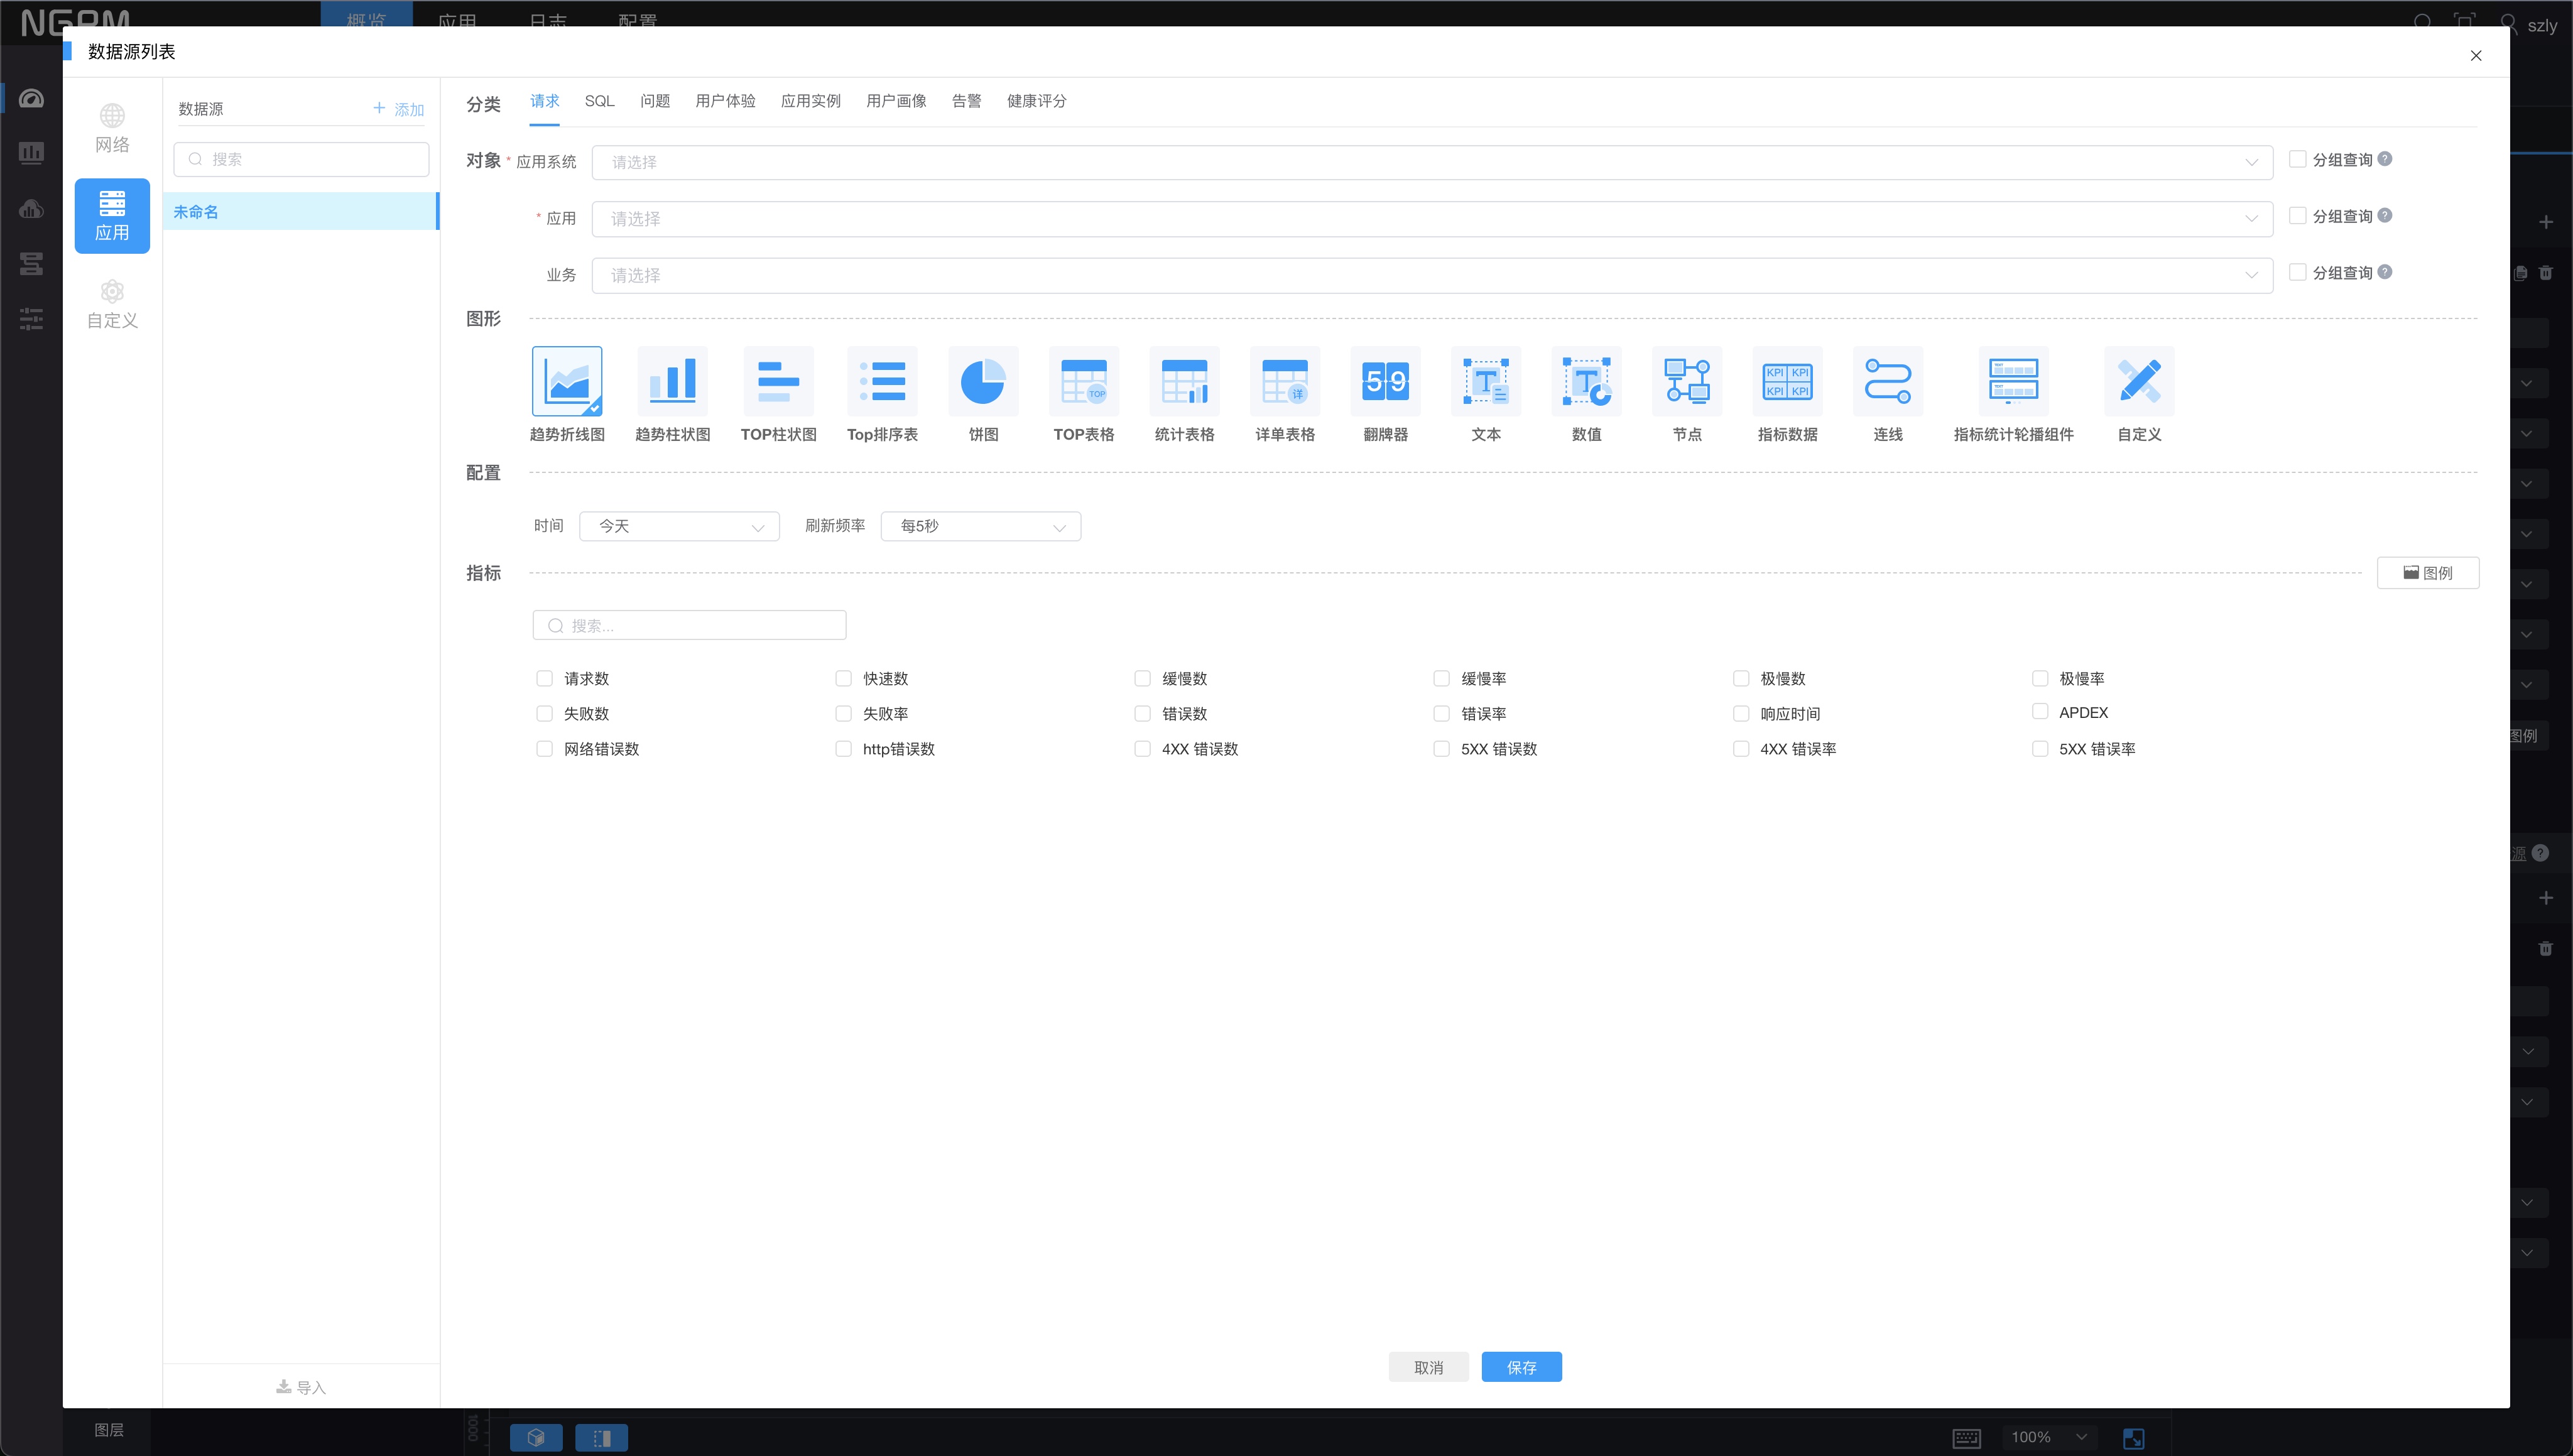 NGPM 概览 应用 日志 配置 szly
数据源列表
网络
应用
自定义
数据源 添加
搜索
未命名
导入
分类 请求 SQL 问题 用户体验 应用实例 用户画像 告警 健康评分
对象 * 应用系统 请选择 分组查询 ?
* 应用 请选择 分组查询 ?
业务 请选择 分组查询 ?
图形
TOP 详 5 9 T T KPI KPI KPI KPI
趋势折线图 趋势柱状图 TOP柱状图 Top排序表 饼图 TOP表格 统计表格 详单表格 翻牌器 文本 数值 节点 指标数据 连线 指标统计轮播组件 自定义
配置
时间 今天 刷新频率 每5秒
指标 图例
搜索...
请求数 快速数 缓慢数 缓慢率 极慢数 极慢率
失败数 失败率 错误数 错误率 响应时间 APDEX
网络错误数 http错误数 4XX 错误数 5XX 错误数 4XX 错误率 5XX 错误率
图例
源 ?
取消 保存
图层 1000 100%